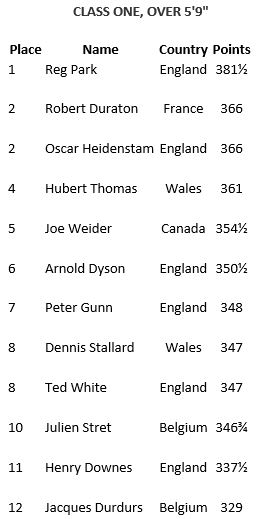 CLASS ONE, OVER 5'9"
Place Name Country Points
1 Reg Park England 381½
2 Robert Duraton France 366
2 Oscar Heidenstam England 366
4 Hubert Thomas Wales 361
5 Joe Weider Canada 354½
6 Arnold Dyson England 350½
7 Peter Gunn England 348
8 Dennis Stallard Wales 347
8 Ted White England 347
10 Julien Stret Belgium 346¾
11 Henry Downes England 337½
12 Jacques Durdurs Belgium 329